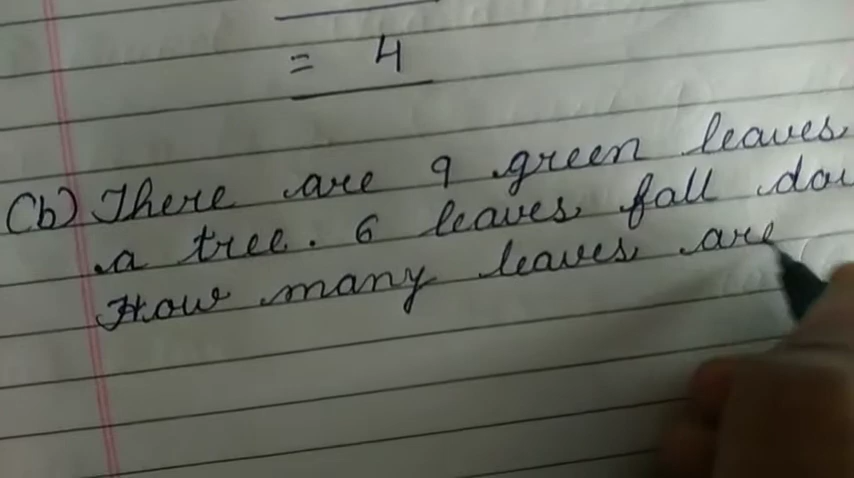 = 4
(b) There are 9 green leaves
a tree. 6 leaves fall
How many leaves are